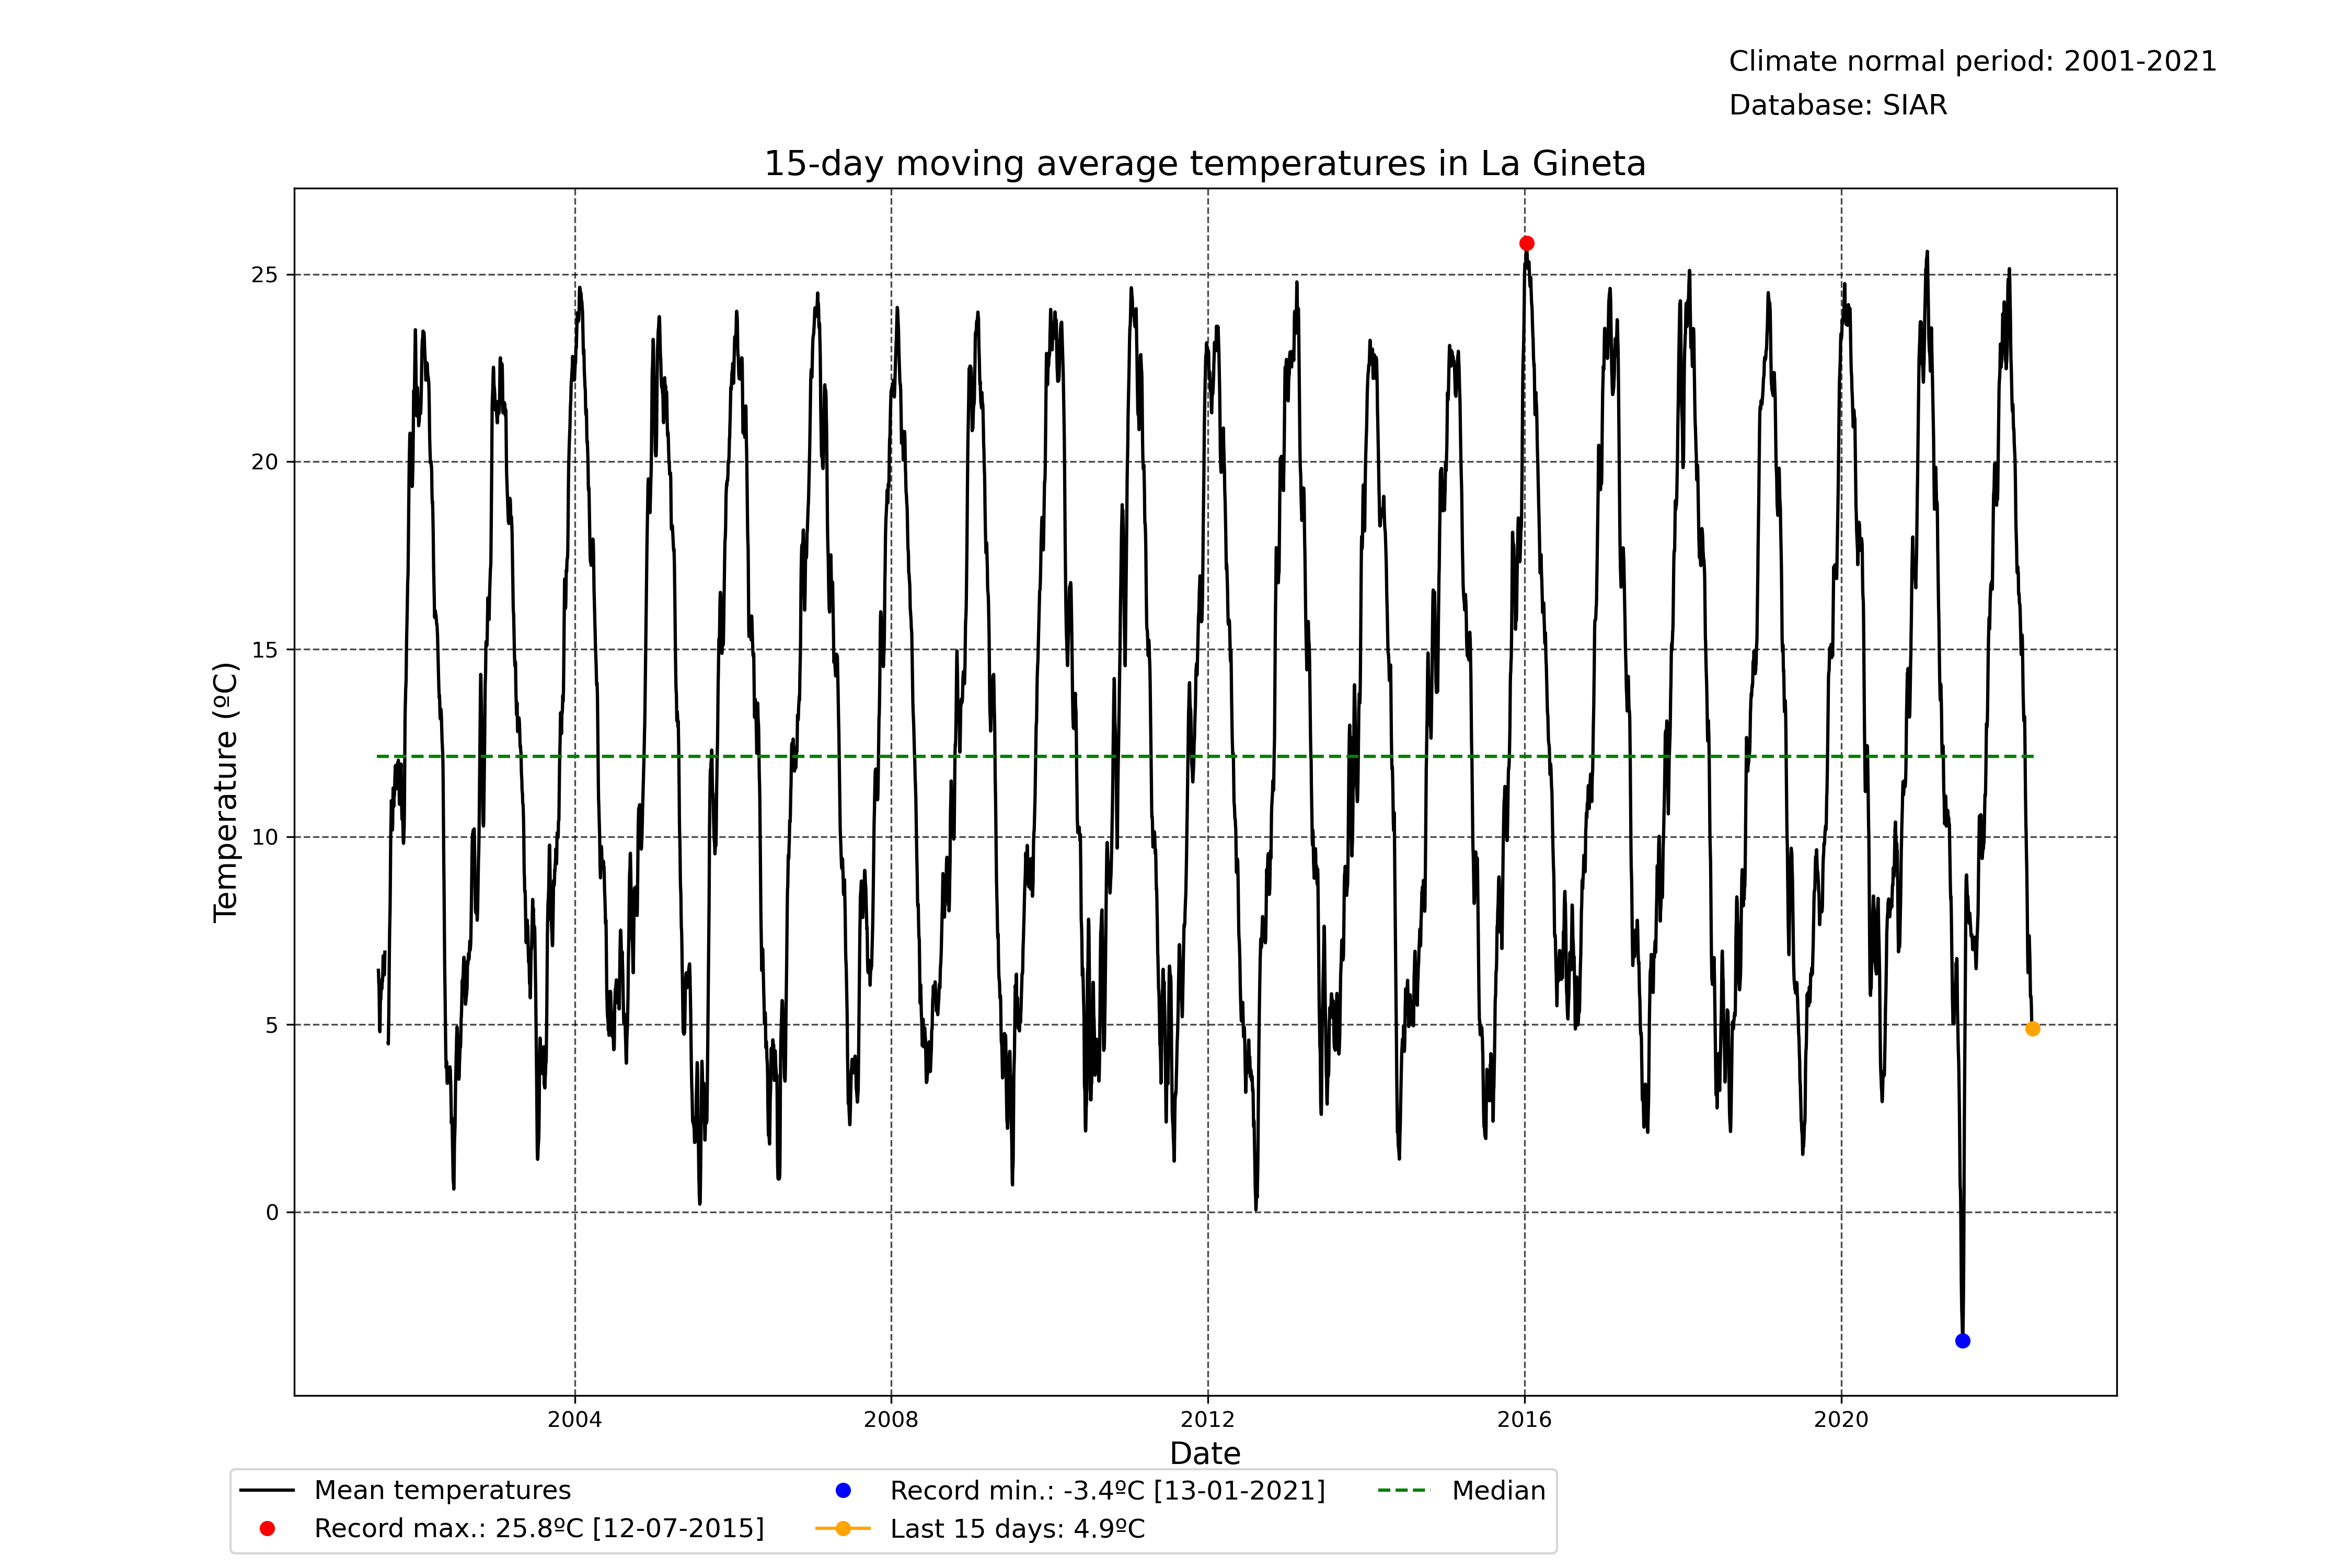 Climate normal period: 2001-2021
Database: SIAR
15-day moving average temperatures in La Gineta
25
20
15
10
5
0
Temperature (ºC)
2004 2008 2012 2016 2020
Date
Mean temperatures
Record max.: 25.8ºC [12-07-2015]
Record min.: -3.4ºC [13-01-2021]
Last 15 days: 4.9ºC
Median